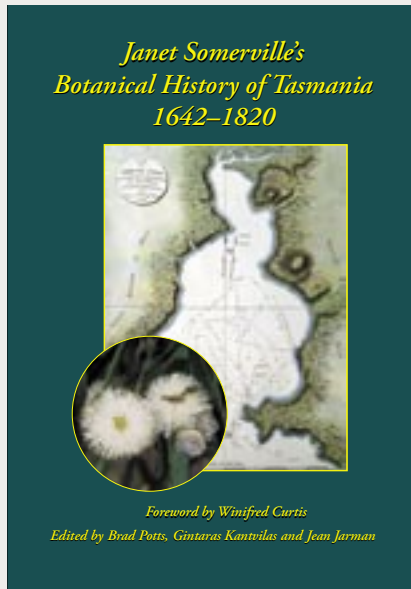 Janet Somerville's
Botanical History of Tasmania
1642–1820
Foreword by Winifred Curtis
Edited by Brad Potts, Gintaras Kantvilas and Jean Jarman